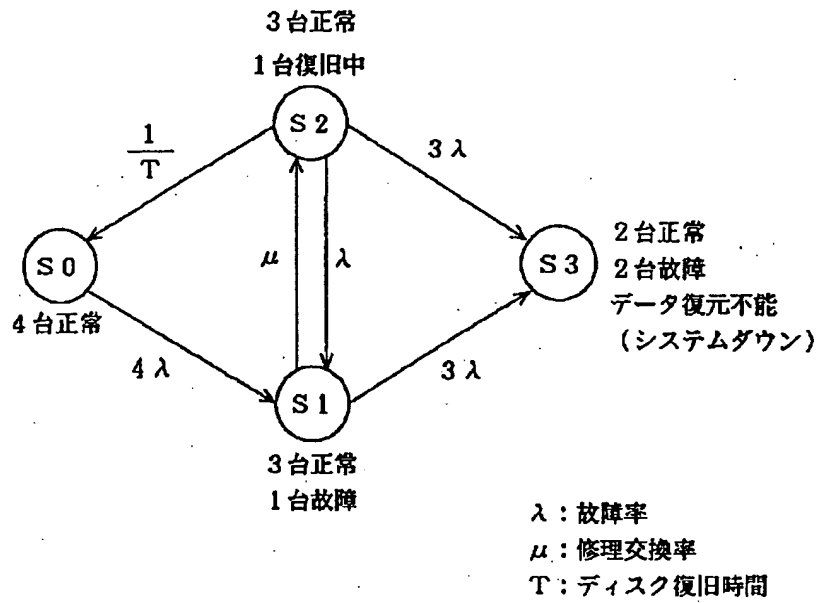 3台正常
1台復旧中
S2
1
T
3λ
S0
4台正常
μ
λ
S3
2台正常
2台故障
データ復元不能
(システムダウン)
4λ
3λ
S1
3台正常
1台故障
λ:故障率
μ:修理交換率
T:ディスク復旧時間